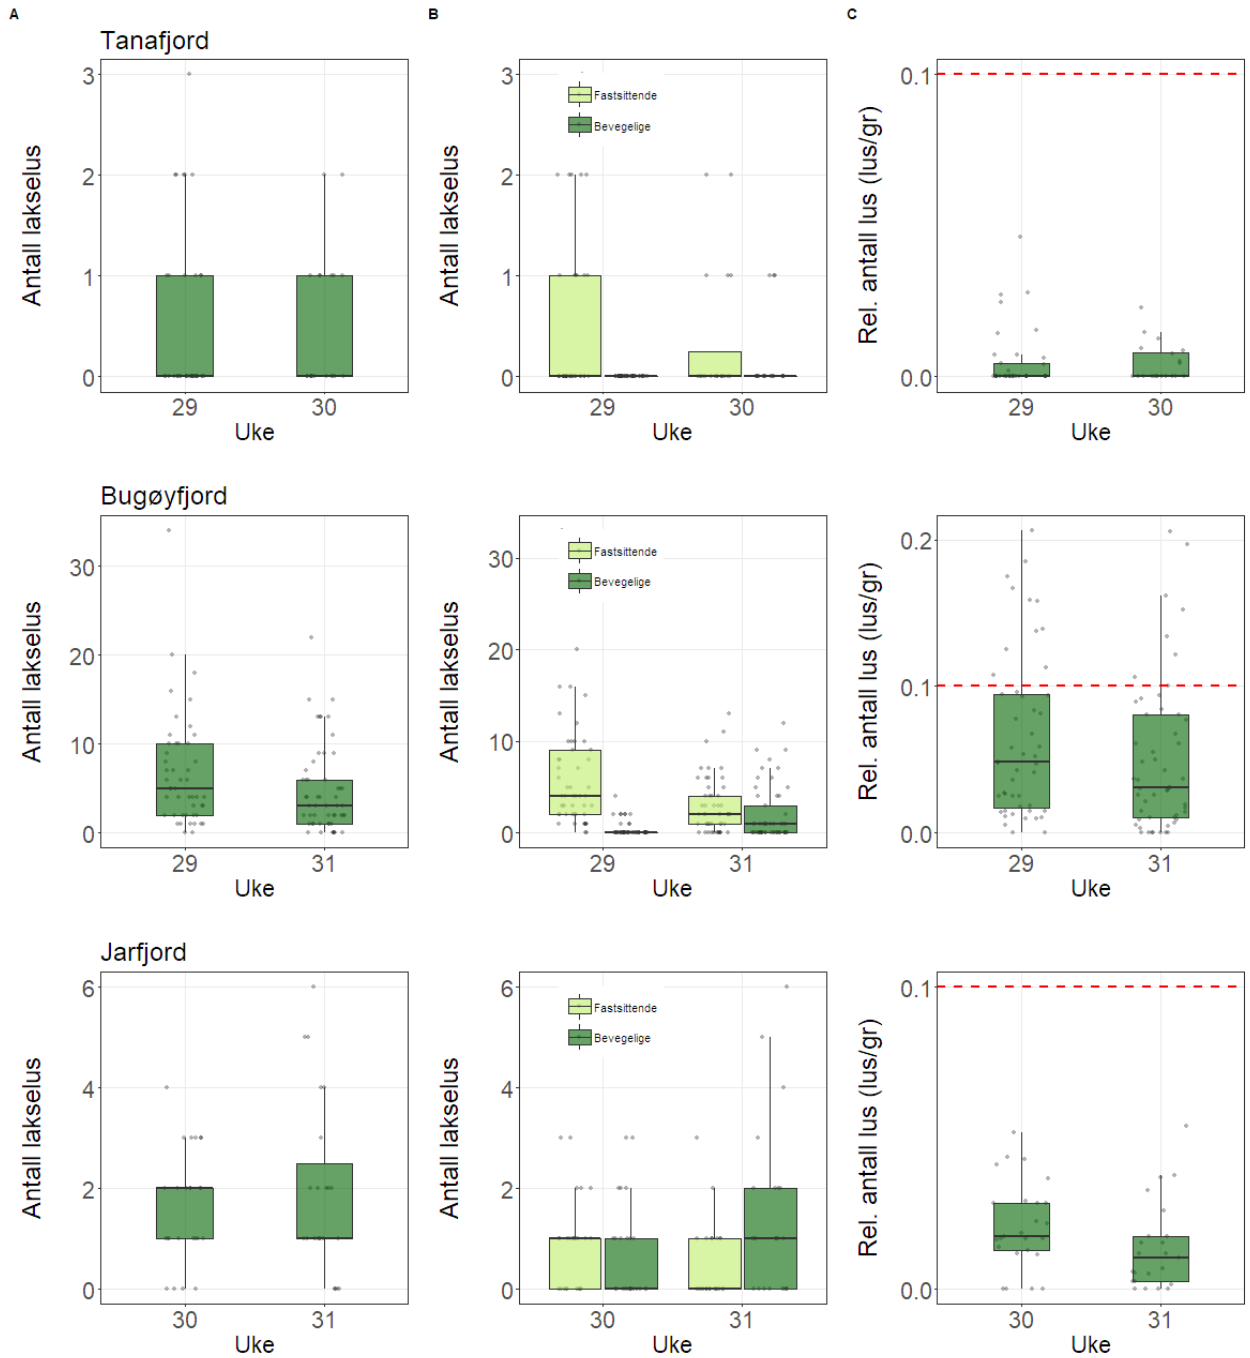 A B C
Tanafjord
Antall lakselus
3
2
1
0
29 30
Uke
Antall lakselus
3
2
1
0
Fastsittende
Bevegelige
29 30
Uke
Rel. antall lus (lus/gr)
0.1
0.0
29 30
Uke
Bugøyfjord
Antall lakselus
30
20
10
0
29 31
Uke
Antall lakselus
30
20
10
0
Fastsittende
Bevegelige
29 31
Uke
Rel. antall lus (lus/gr)
0.2
0.1
0.0
29 31
Uke
Jarfjord
Antall lakselus
6
4
2
0
30 31
Uke
Antall lakselus
6
4
2
0
Fastsittende
Bevegelige
30 31
Uke
Rel. antall lus (lus/gr)
0.1
0.0
30 31
Uke